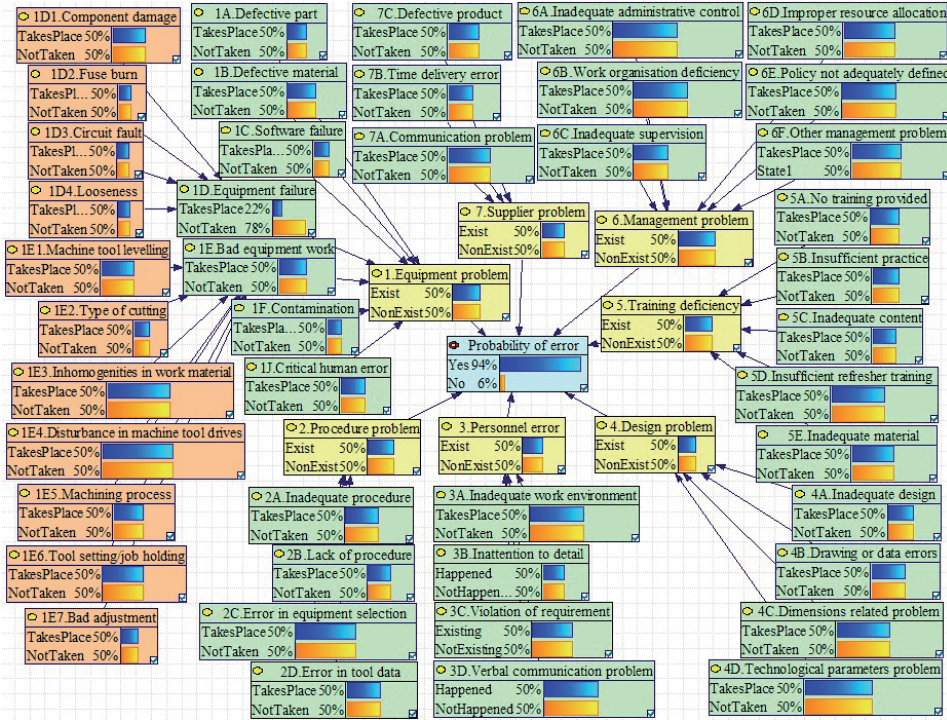 1D1.Component damage
TakesPlace 50%
NotTaken 50%
1A.Defective part
TakesPlace 50%
NotTaken 50%
7C.Defective product
TakesPlace 50%
NotTaken 50%
6A.Inadequate administrative control
TakesPlace 50%
NotTaken 50%
6D.Improper resource allocation
TakesPlace 50%
NotTaken 50%
1D2.Fuse burn
TakesPl... 50%
NotTaken 50%
1B.Defective material
TakesPlace 50%
NotTaken 50%
7B.Time delivery error
TakesPlace 50%
NotTaken 50%
6B.Work organisation deficiency
TakesPlace 50%
NotTaken 50%
6E.Policy not adequately defined
TakesPlace 50%
NotTaken 50%
1D3.Circuit fault
TakesPl... 50%
NotTaken 50%
1C.Software failure
TakesPla... 50%
NotTaken 50%
7A.Communication problem
TakesPlace 50%
NotTaken 50%
6C.Inadequate supervision
TakesPlace 50%
NotTaken 50%
6F.Other management problem
TakesPlace 50%
State1 50%
1D4.Looseness
TakesPl... 50%
NotTaken 50%
1D.Equipment failure
TakesPlace 22%
NotTaken 78%
7.Supplier problem
Exist 50%
NonExist 50%
6.Management problem
Exist 50%
NonExist 50%
5A.No training provided
TakesPlace 50%
NotTaken 50%
1E1.Machine tool levelling
TakesPlace 50%
NotTaken 50%
1E.Bad equipment work
TakesPlace 50%
NotTaken 50%
1.Equipment problem
Exist 50%
NonExist 50%
5B.Insufficient practice
TakesPlace 50%
NotTaken 50%
1E2.Type of cutting
TakesPlace 50%
NotTaken 50%
1F.Contamination
TakesPla... 50%
NotTaken 50%
5.Training deficiency
Exist 50%
NonExist 50%
5C.Inadequate content
TakesPlace 50%
NotTaken 50%
Probability of error
Yes 94%
No 6%
1E3.Inhomogenities in work material
TakesPlace 50%
NotTaken 50%
1J.Critical human error
TakesPlace 50%
NotTaken 50%
5D.Insufficient refresher training
TakesPlace 50%
NotTaken 50%
1E4.Disturbance in machine tool drives
TakesPlace 50%
NotTaken 50%
2.Procedure problem
Exist 50%
NonExist 50%
3.Personnel error
Exist 50%
NonExist 50%
4.Design problem
Exist 50%
NonExist 50%
5E.Inadequate material
TakesPlace 50%
NotTaken 50%
1E5.Machining process
TakesPlace 50%
NotTaken 50%
2A.Inadequate procedure
TakesPlace 50%
NotTaken 50%
3A.Inadequate work environment
TakesPlace 50%
NotTaken 50%
4A.Inadequate design
TakesPlace 50%
NotTaken 50%
1E6.Tool setting/job holding
TakesPlace 50%
NotTaken 50%
2B.Lack of procedure
TakesPlace 50%
NotTaken 50%
3B.Inattention to detail
Happened 50%
NotHappen... 50%
4B.Drawing or data errors
TakesPlace 50%
NotTaken 50%
1E7.Bad adjustment
TakesPlace 50%
NotTaken 50%
2C.Error in equipment selection
TakesPlace 50%
NotTaken 50%
3C.Violation of requirement
Existing 50%
NotExisting 50%
4C.Dimensions related problem
TakesPlace 50%
NotTaken 50%
2D.Error in tool data
TakesPlace 50%
NotTaken 50%
3D.Verbal communication problem
Happened 50%
NotHappened 50%
4D.Technological parameters problem
TakesPlace 50%
NotTaken 50%